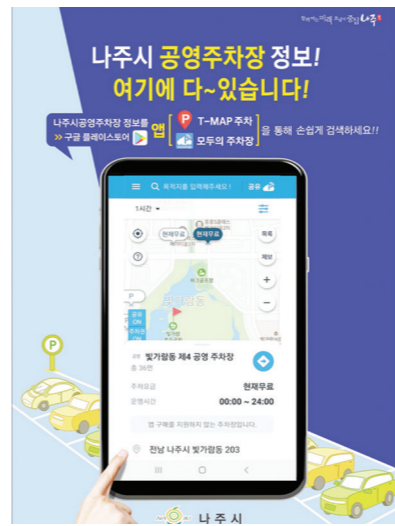 나주시 공영주차장 정보!
여기에 다~있습니다!
나주시공영주차장 정보를
>> 구글 플레이스토어
앱
P T-MAP 주차
모두의 주차장
을 통해 손쉽게 검색하세요!!
목적지를 입력해주세요!
공유
1시간
현재무료
현재무료
목록
제보
P
공유
ON
ON
빛가람동
빛가람동 제4 공영 주차장
총 36면
주차요금 현재무료
운영시간 00:00 ~ 24:00
앱 구매를 지원하지 않는 주차장입니다.
전남 나주시 빛가람동 203
P
나주시